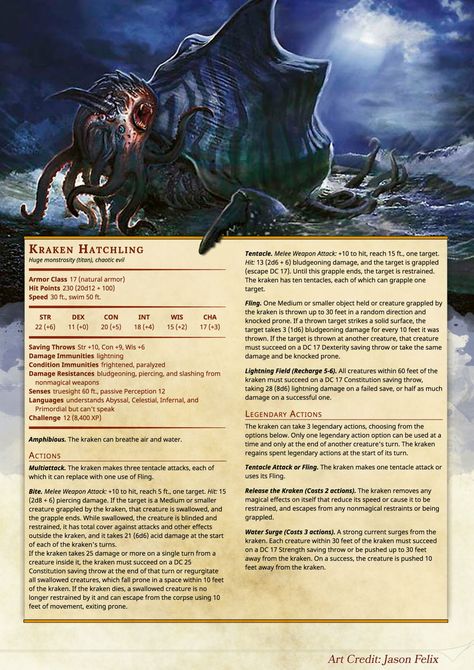 KRAKEN HATCHLING
Huge monstrosity (titan), chaotic evil
Armor Class 17 (natural armor)
Hit Points 230 (20d12 + 100)
Speed 30 ft., swim 50 ft.
STR DEX CON INT WIS CHA
22 (+6) 11 (+0) 20 (+5) 18 (+4) 15 (+2) 17 (+3)
Saving Throws Str +10, Con +9, Wis +6
Damage Immunities lightning
Condition Immunities frightened, paralyzed
Damage Resistances bludgeoning, piercing, and slashing from
nonmagical weapons
Senses truesight 60 ft., passive Perception 12
Languages understands Abyssal, Celestial, Infernal, and
Primordial but can't speak
Challenge 12 (8,400 XP)
Amphibious. The kraken can breathe air and water.
ACTIONS
Multiattack. The kraken makes three tentacle attacks, each of
which it can replace with one use of Fling.
Bite. Melee Weapon Attack: +10 to hit, reach 5 ft., one target. Hit: 15
(2d8 + 6) piercing damage. If the target is a Medium or smaller
creature grappled by the kraken, that creature is swallowed, and
the grapple ends. While swallowed, the creature is blinded and
restrained, it has total cover against attacks and other effects
outside the kraken, and it takes 21 (6d6) acid damage at the start
of each of the kraken's turns.
If the kraken takes 25 damage or more on a single turn from a
creature inside it, the kraken must succeed on a DC 25
Constitution saving throw at the end of that turn or regurgitate
all swallowed creatures, which fall prone in a space within 10 feet
of the kraken. If the kraken dies, a swallowed creature is no
longer restrained by it and can escape from the corpse using 10
feet of movement, exiting prone.
Tentacle. Melee Weapon Attack: +10 to hit, reach 15 ft., one target.
Hit: 13 (2d6 + 6) bludgeoning damage, and the target is grappled
(escape DC 17). Until this grapple ends, the target is restrained.
The kraken has ten tentacles, each of which can grapple one
target.
Fling. One Medium or smaller object held or creature grappled
by the kraken is thrown up to 30 feet in a random direction and
knocked prone. If a thrown target strikes a solid surface, the
target takes 3 (1d6) bludgeoning damage for every 10 feet it was
thrown. If the target is thrown at another creature, that creature
must succeed on a DC 17 Dexterity saving throw or take the same
damage and be knocked prone.
Lightning Field (Recharge 5-6). All creatures within 60 feet of
the kraken must succeed on a DC 17 Constitution saving throw,
taking 28 (8d6) lightning damage on a failed save, or half as much
damage on a successful one.
LEGENDARY ACTIONS
The kraken can take 3 legendary actions, choosing from the
options below. Only one legendary action option can be used at a
time and only at the end of another creature's turn. The kraken
regains spent legendary actions at the start of its turn.
Tentacle Attack or Fling. The kraken makes one tentacle attack or
uses its Fling.
Release the Kraken (Costs 2 actions). The kraken removes any
magical effects on itself that reduce its speed or cause it to be
restrained, and escapes from any nonmagical restraints or being
grappled.
Water Surge (Costs 3 actions). A strong current surges from the
kraken. Each creature within 30 feet of the kraken must succeed
on a DC 17 Strength saving throw or be pushed up to 30 feet
away from the kraken. On a success, the creature is pushed 10
feet away from the kraken.
Art Credit: Jason Felix